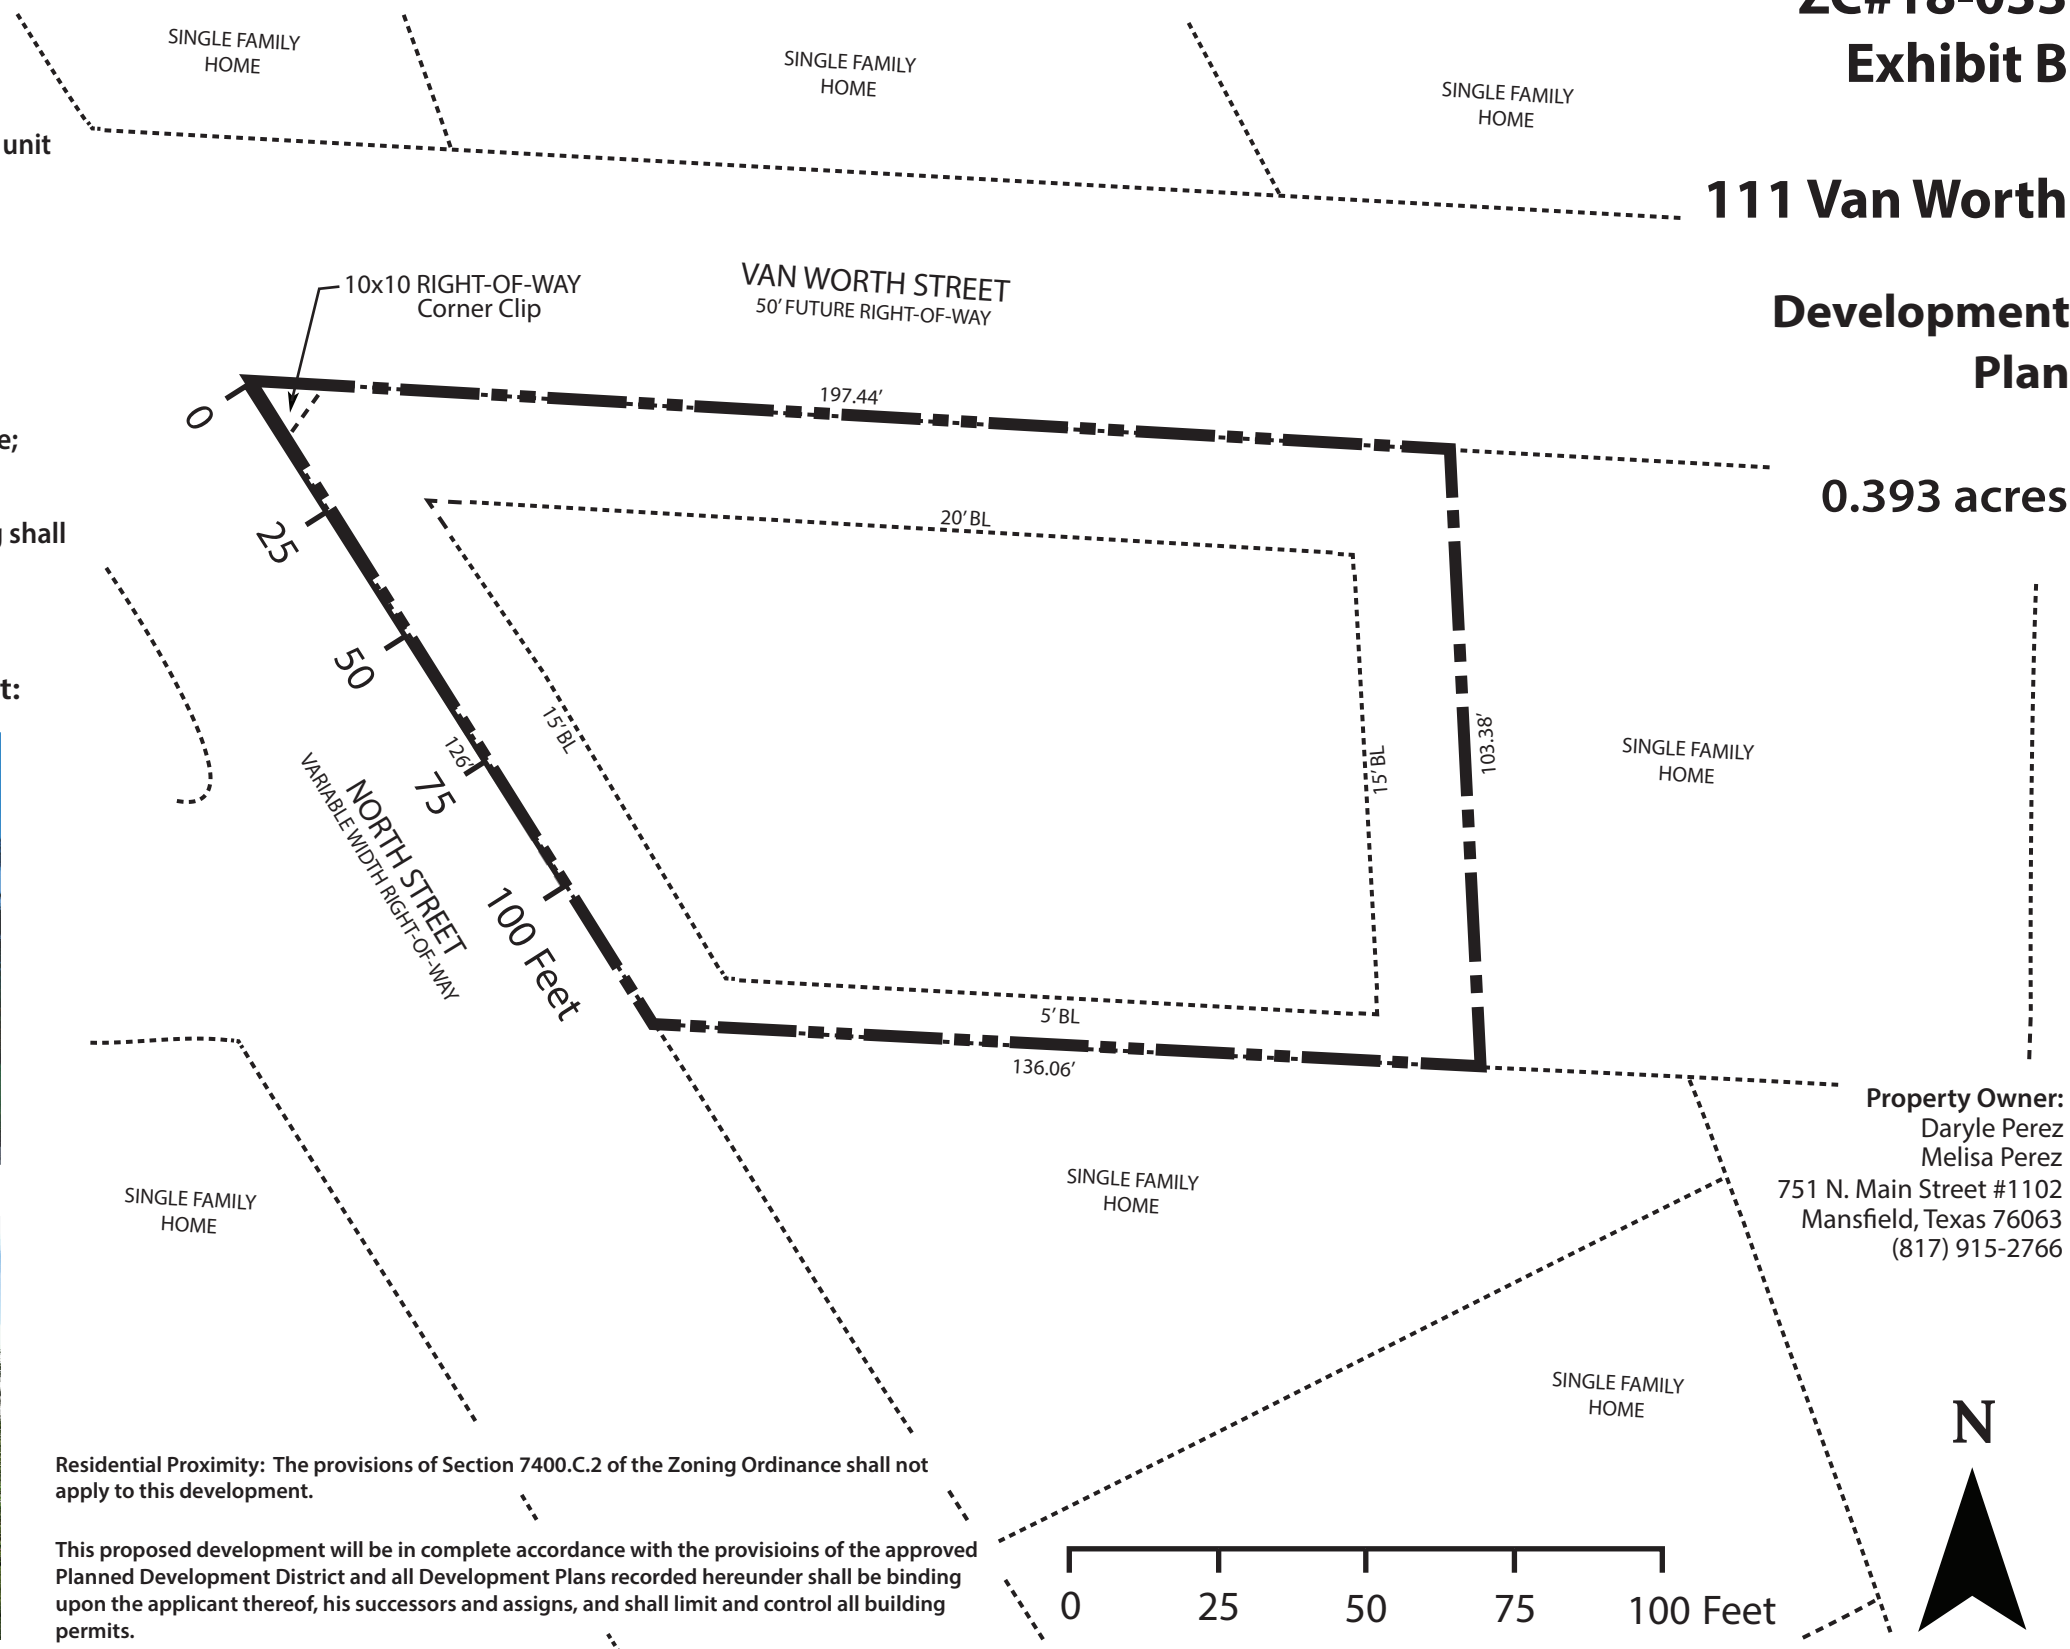 ZC#18-033
Exhibit B
SINGLE FAMILY
HOME
SINGLE FAMILY
HOME
SINGLE FAMILY
HOME
unit
111 Van Worth
10x10 RIGHT-OF-WAY
Corner Clip
VAN WORTH STREET
50' FUTURE RIGHT-OF-WAY
Development
Plan
197.44'
0
e;
0.393 acres
20' BL
shall
25
50
t:
15' BL
126'
75
15' BL
103.38'
SINGLE FAMILY
HOME
NORTH STREET
VARIABLE WIDTH RIGHT-OF-WAY
100 Feet
5' BL
136.06'
Property Owner:
Daryle Perez
Melisa Perez
751 N. Main Street #1102
Mansfield, Texas 76063
(817) 915-2766
SINGLE FAMILY
HOME
SINGLE FAMILY
HOME
SINGLE FAMILY
HOME
N
Residential Proximity: The provisions of Section 7400.C.2 of the Zoning Ordinance shall not
apply to this development.
This proposed development will be in complete accordance with the provisioins of the approved
Planned Development District and all Development Plans recorded hereunder shall be binding
upon the applicant thereof, his successors and assigns, and shall limit and control all building
permits.
0 25 50 75 100 Feet